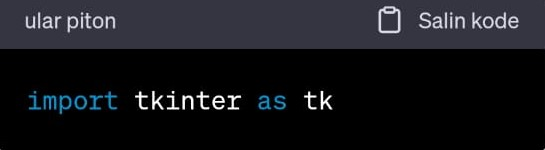 ular piton Salin kode
import tkinter as tk